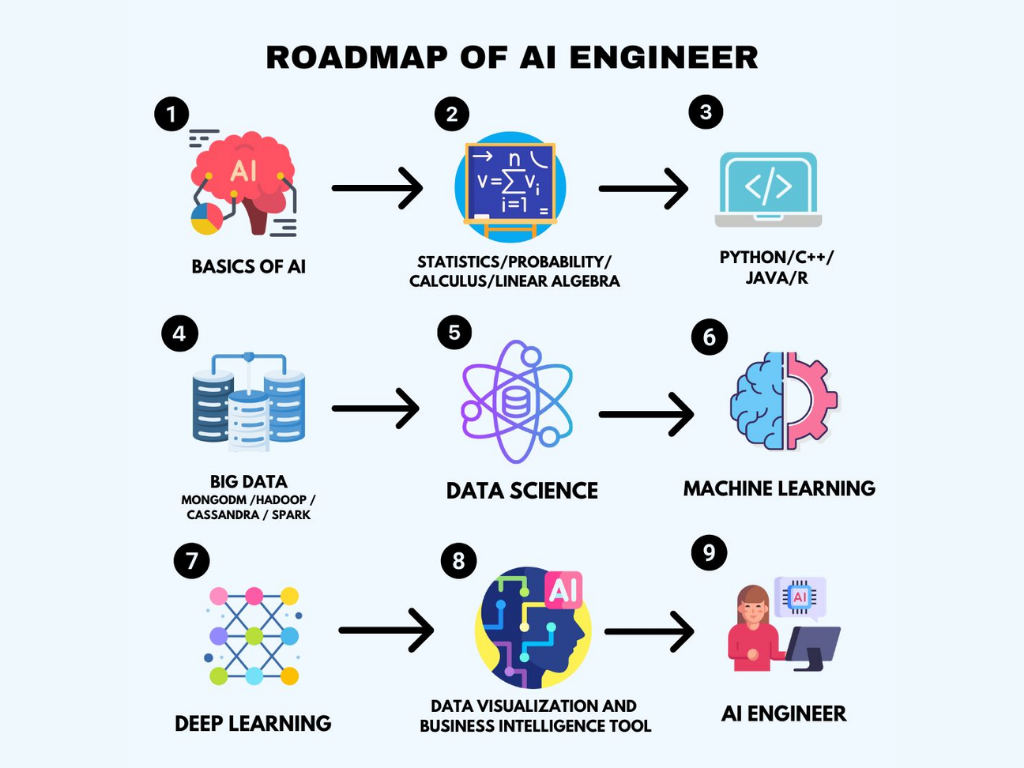 ROADMAP OF AI ENGINEER
1
AI
BASICS OF AI
2
n
v=∑vi
i=1
=
STATISTICS/PROBABILITY/
CALCULUS/LINEAR ALGEBRA
3
</>
PYTHON/C++/
JAVA/R
4
BIG DATA
MONGODM /HADOOP /
CASSANDRA / SPARK
5
DATA SCIENCE
6
MACHINE LEARNING
7
DEEP LEARNING
8
AI
DATA VISUALIZATION AND
BUSINESS INTELLIGENCE TOOL
9
AI
AI ENGINEER